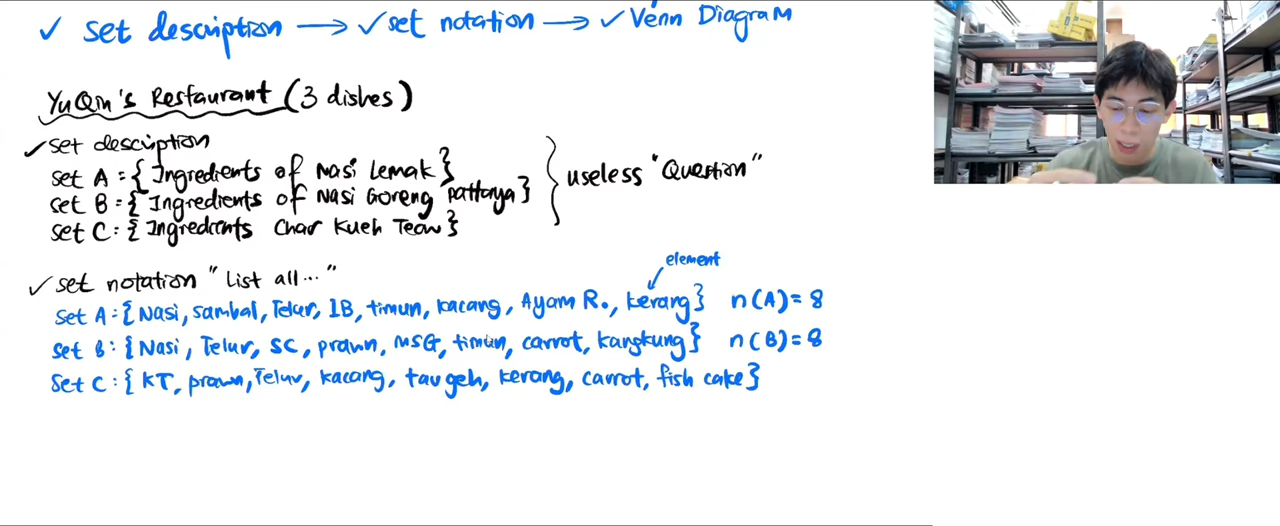 ✓ set description → ✓ set notation → ✓ Venn Diagram
YuQin's Restaurant (3 dishes)
✓ set description
set A = { Ingredients of Nasi Lemak }
set B = { Ingredients of Nasi Goreng Pattaya }
set C : { Ingredients Char Kueh Teow }
useless "Question"
✓ set notation "List all..."
element
set A : { Nasi, sambal, Telur, IB, timun, kacang, Ayam R., kerang } n(A) = 8
set B : { Nasi, Telur, SC, prawn, MSG, timun, carrot, kangkung } n(B) = 8
Set C : { KT, prawn, Telur, kacang, taugeh, kerang, carrot, fish cake }